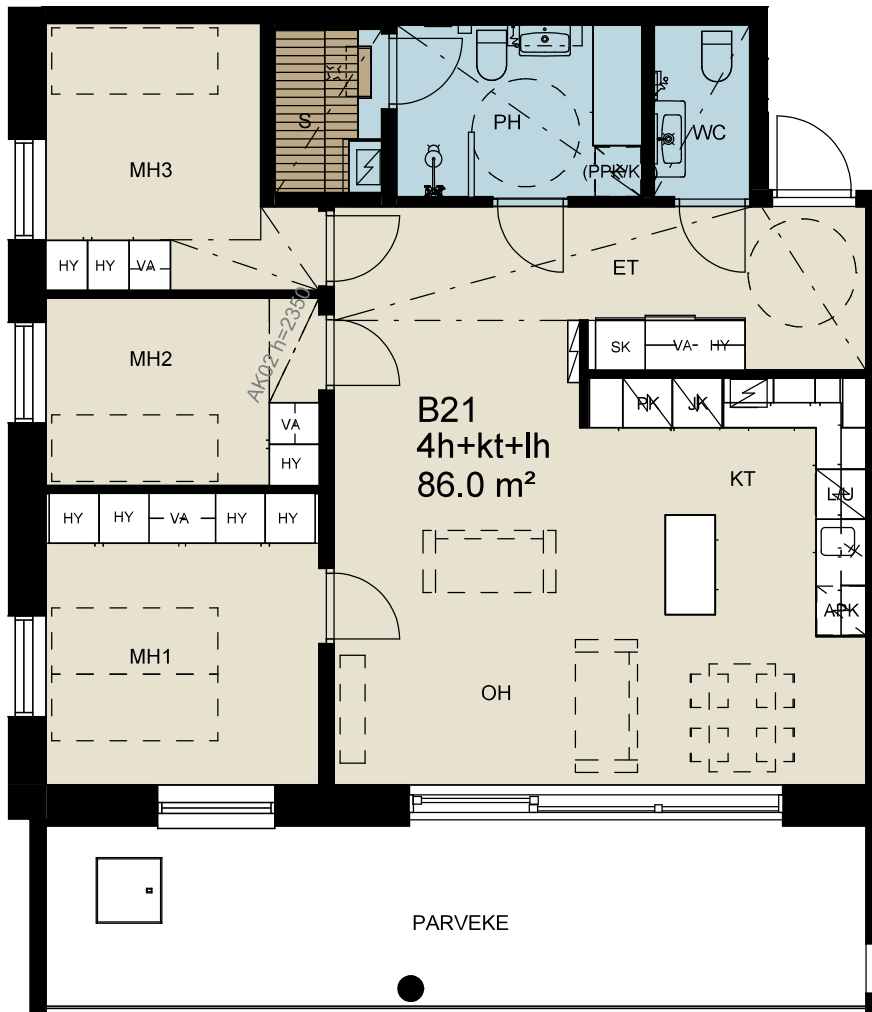 S
PH
WC
MH3
(PPK/K
HY
HY
VA
ET
AK02 h=2350
MH2
SK
VA
HY
VA
HY
B21
4h+kt+lh
86.0 m²
RK
JK
KT
HY
HY
VA
HY
HY
APK
MH1
OH
PARVEKE